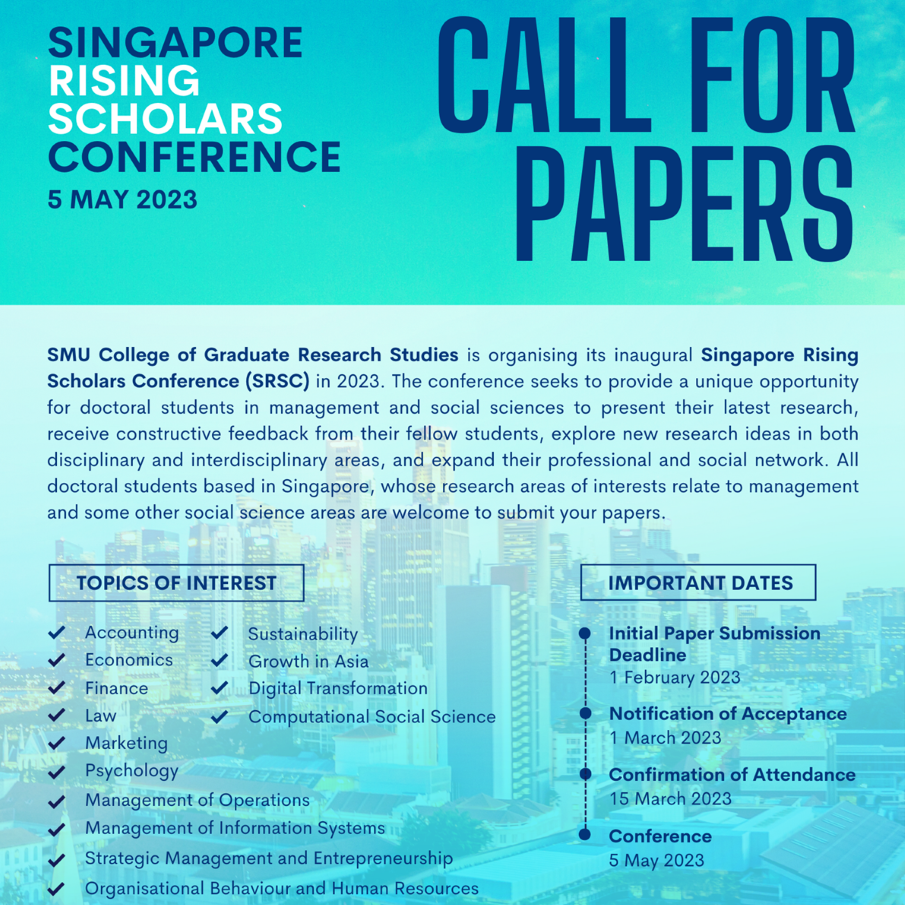 SINGAPORE
RISING
SCHOLARS
CONFERENCE
5 MAY 2023
CALL FOR
PAPERS
SMU College of Graduate Research Studies is organising its inaugural Singapore Rising
Scholars Conference (SRSC) in 2023. The conference seeks to provide a unique opportunity
for doctoral students in management and social sciences to present their latest research,
receive constructive feedback from their fellow students, explore new research ideas in both
disciplinary and interdisciplinary areas, and expand their professional and social network. All
doctoral students based in Singapore, whose research areas of interests relate to management
and some other social science areas are welcome to submit your papers.
TOPICS OF INTEREST
Accounting
Economics
Finance
Law
Marketing
Psychology
Management of Operations
Management of Information Systems
Strategic Management and Entrepreneurship
Organisational Behaviour and Human Resources
Sustainability
Growth in Asia
Digital Transformation
Computational Social Science
IMPORTANT DATES
Initial Paper Submission
Deadline
1 February 2023
Notification of Acceptance
1 March 2023
Confirmation of Attendance
15 March 2023
Conference
5 May 2023